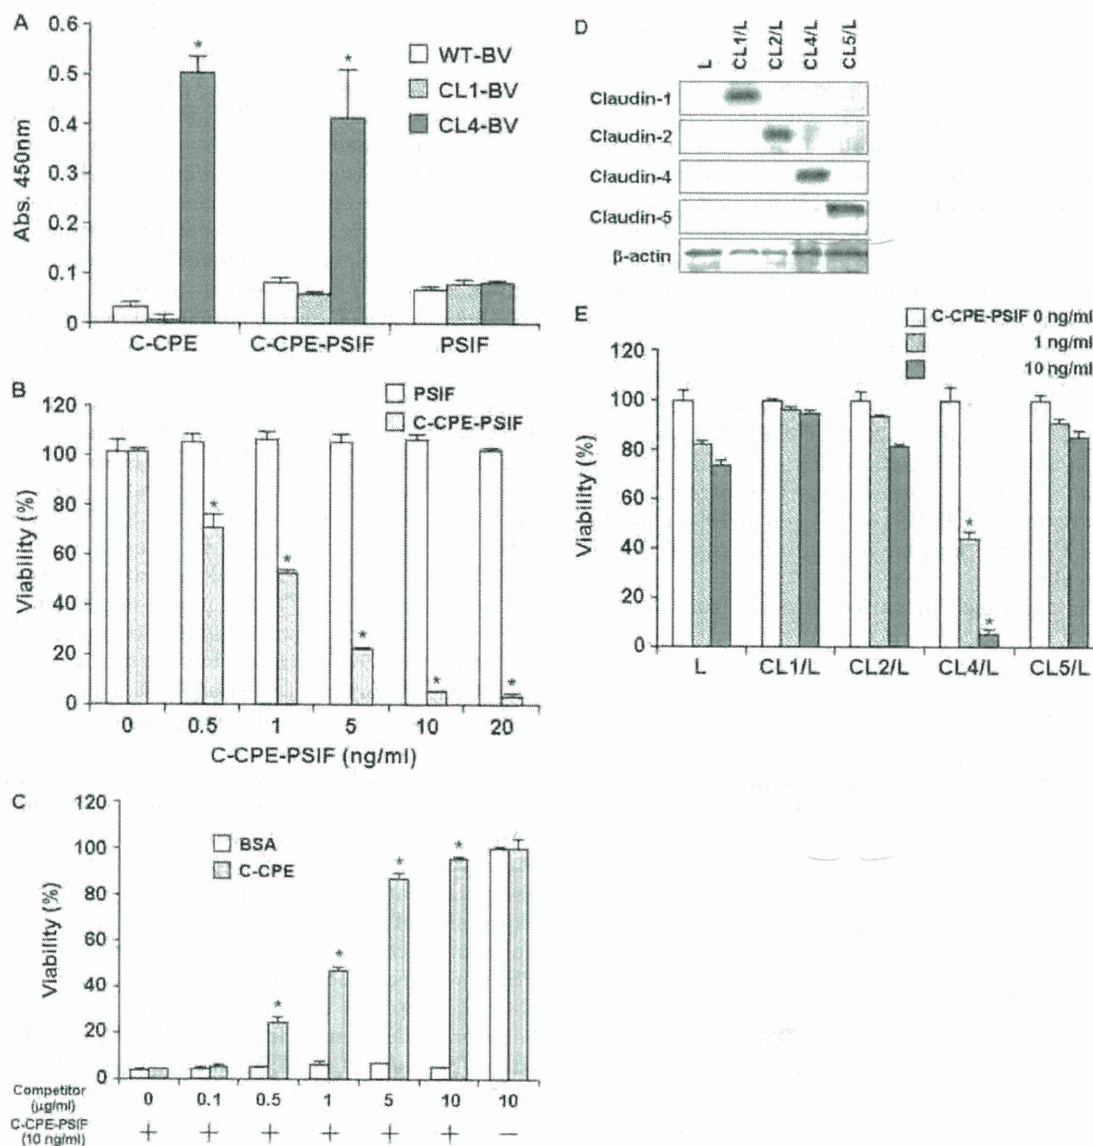 A
0.6
0.5
0.4
0.3
0.2
0.1
0
Abs. 450nm
*
*
WT-BV
CL1-BV
CL4-BV
C-CPE
C-CPE-PSIF
PSIF
B
120
100
80
60
40
20
0
Viability (%)
PSIF
C-CPE-PSIF
*
*
*
*
*
0 0.5 1 5 10 20
C-CPE-PSIF (ng/ml)
C
120
100
80
60
40
20
0
Viability (%)
BSA
C-CPE
*
*
*
*
Competitor (μg/ml) 0 0.1 0.5 1 5 10 10
C-CPE-PSIF (10 ng/ml) + + + + + + −
D
L CL1/L CL2/L CL4/L CL5/L
Claudin-1
Claudin-2
Claudin-4
Claudin-5
β-actin
E
C-CPE-PSIF 0 ng/ml
1 ng/ml
10 ng/ml
120
100
80
60
40
20
0
Viability (%)
*
*
L CL1/L CL2/L CL4/L CL5/L